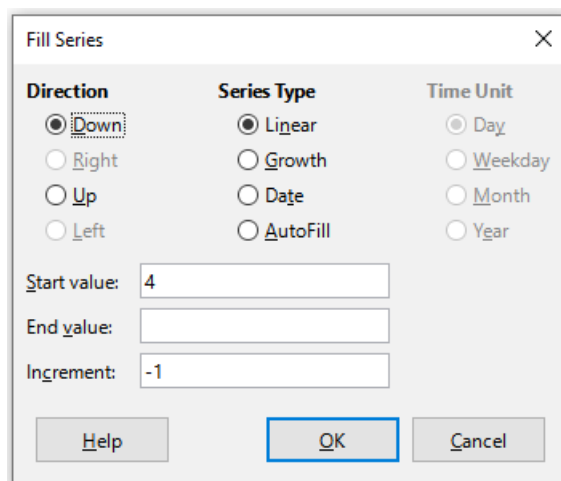 Fill Series
Direction Series Type Time Unit
Down Linear Day
Right Growth Weekday
Up Date Month
Left AutoFill Year
Start value: 4
End value:
Increment: -1
Help OK Cancel